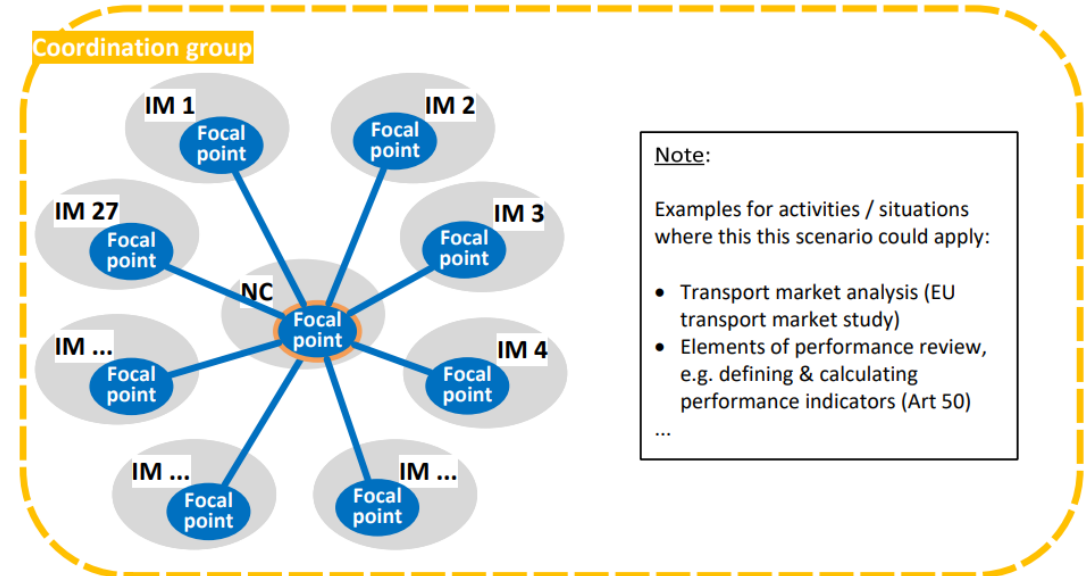 Coordination group
IM 1
Focal
point
IM 2
Focal
point
IM 27
Focal
point
IM 3
Focal
point
NC
Focal
point
IM ...
Focal
point
IM 4
Focal
point
IM ...
Focal
point
IM ...
Focal
point
Note:
Examples for activities / situations
where this this scenario could apply:
• Transport market analysis (EU
transport market study)
• Elements of performance review,
e.g. defining & calculating
performance indicators (Art 50)
...